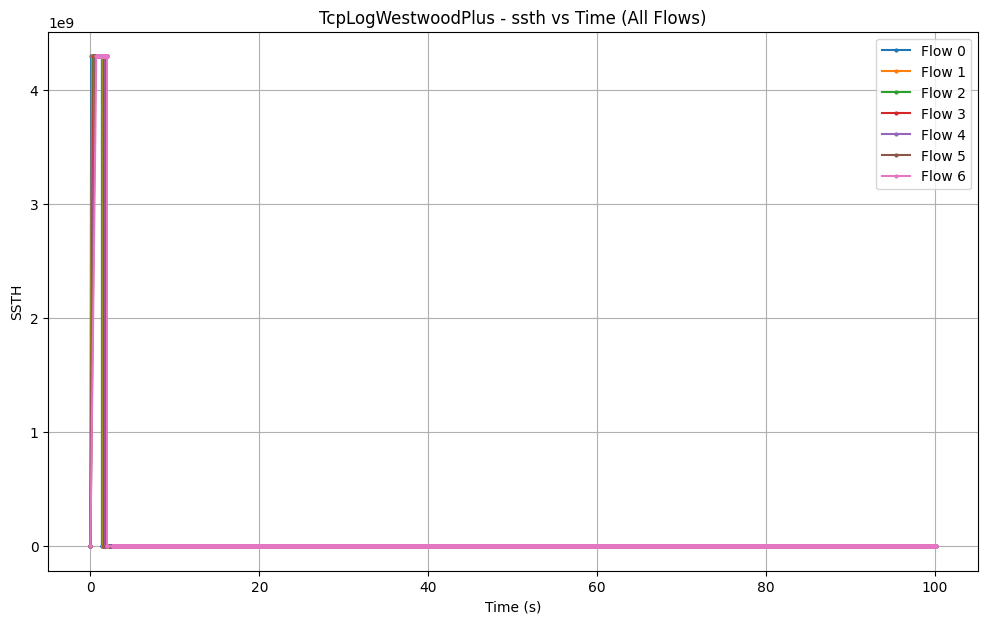 TcpLogWestwoodPlus - ssth vs Time (All Flows)
1e9
Flow 0
Flow 1
Flow 2
Flow 3
Flow 4
Flow 5
Flow 6
4
3
2
1
0
SSTH
0 20 40 60 80 100
Time (s)